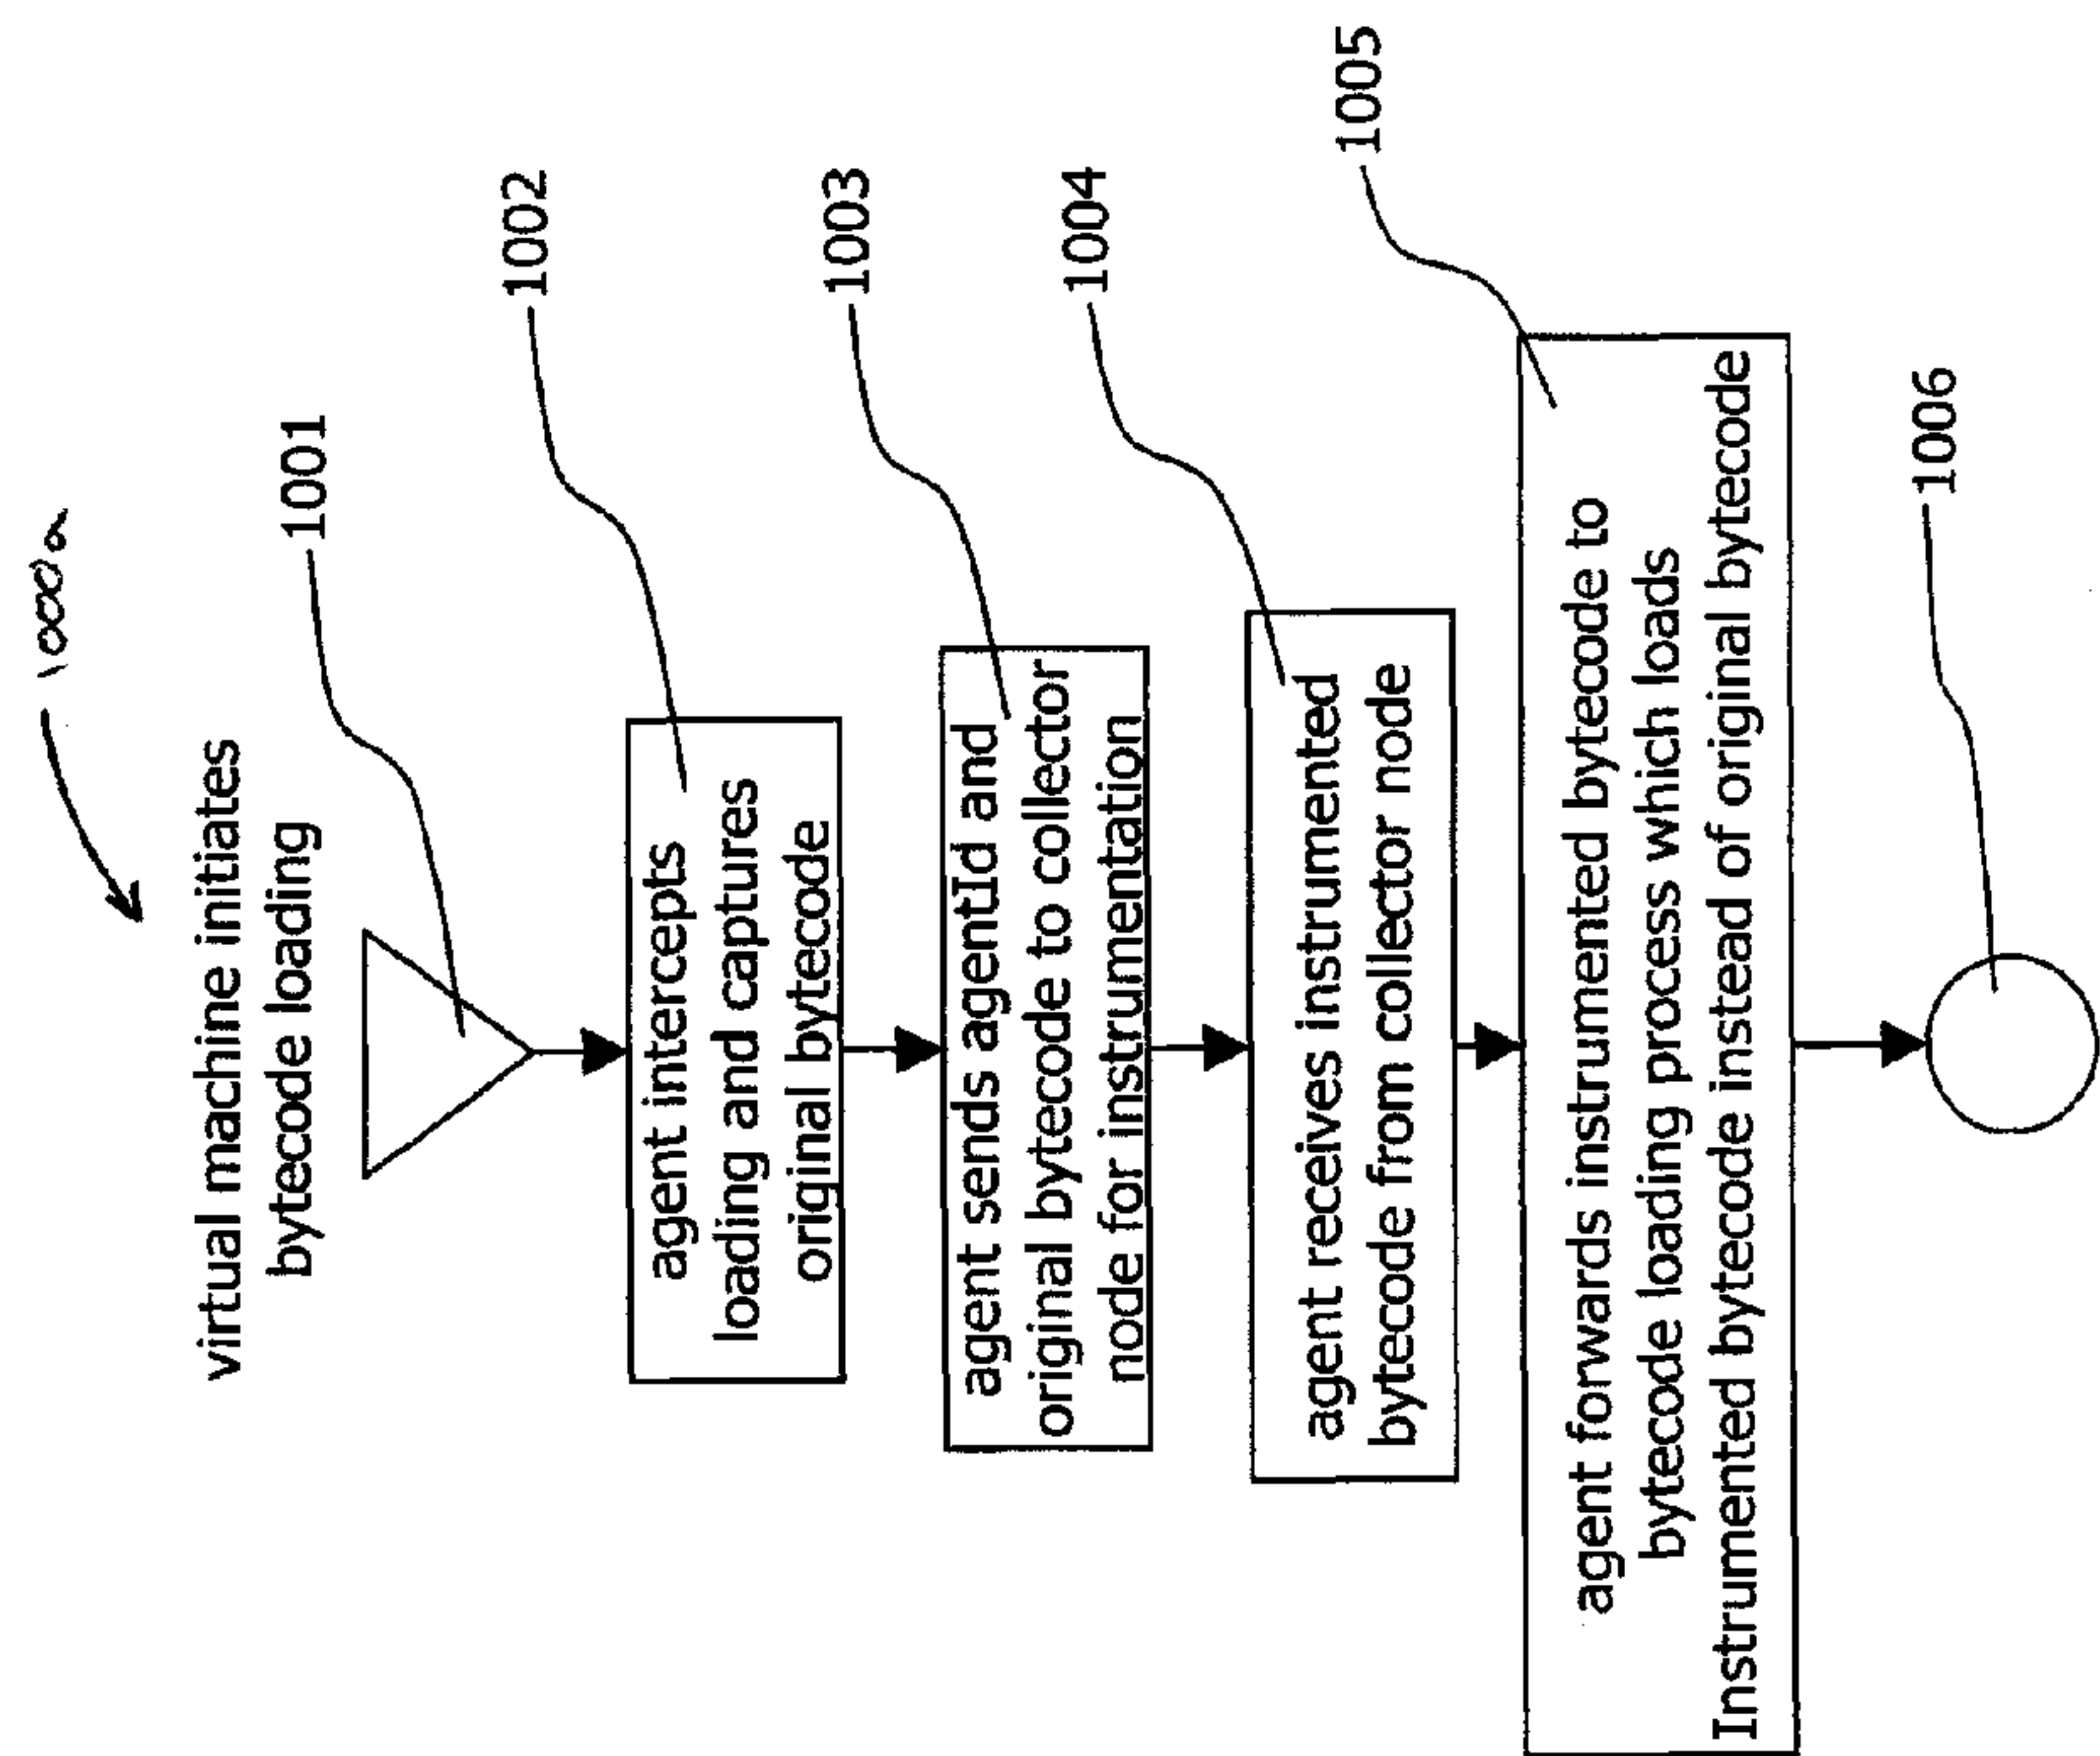 1000a
virtual machine initiates
bytecode loading
1001
agent intercepts
loading and captures
original bytecode
1002
agent sends agentId and
original bytecode to collector
node for instrumentation
1003
agent receives instrumented
bytecode from collector node
1004
agent forwards instrumented bytecode to
bytecode loading process which loads
Instrumented bytecode instead of original bytecode
1005
1006